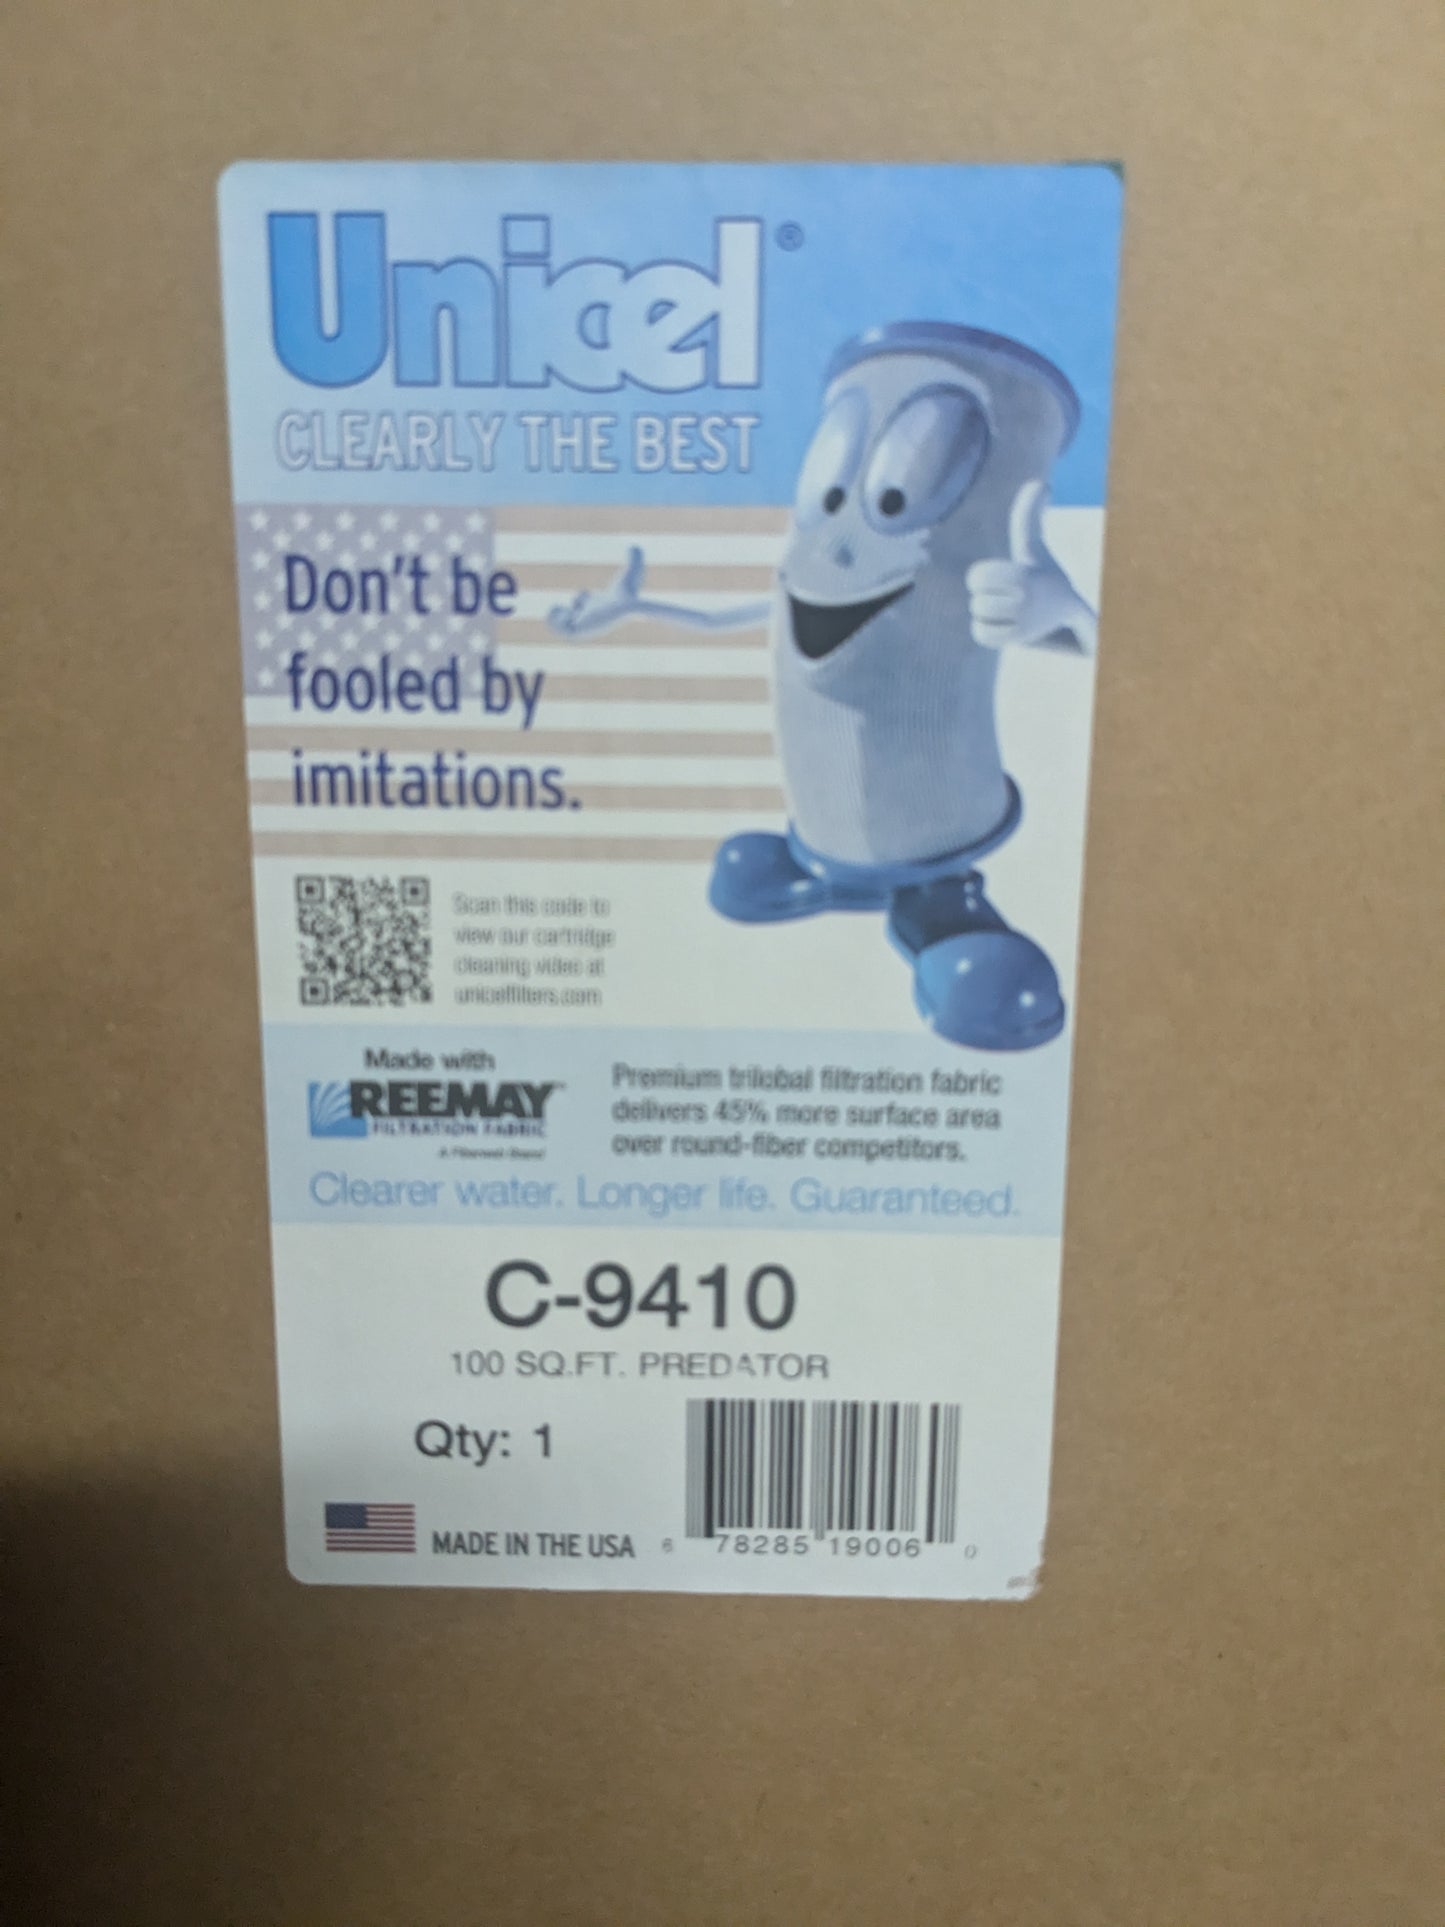 Unicel®
CLEARLY THE BEST
Don't be
fooled by
imitations.
Scan this code to
view our cartridge
cleaning video at
unicelfilters.com
Made with
REEMAY™
FILTRATION FABRIC
Premium trilobal filtration fabric
delivers 45% more surface area
over round-fiber competitors.
Clearer water. Longer life. Guaranteed.
C-9410
100 SQ.FT. PREDATOR
Qty: 1
MADE IN THE USA
6 78285 19006 0